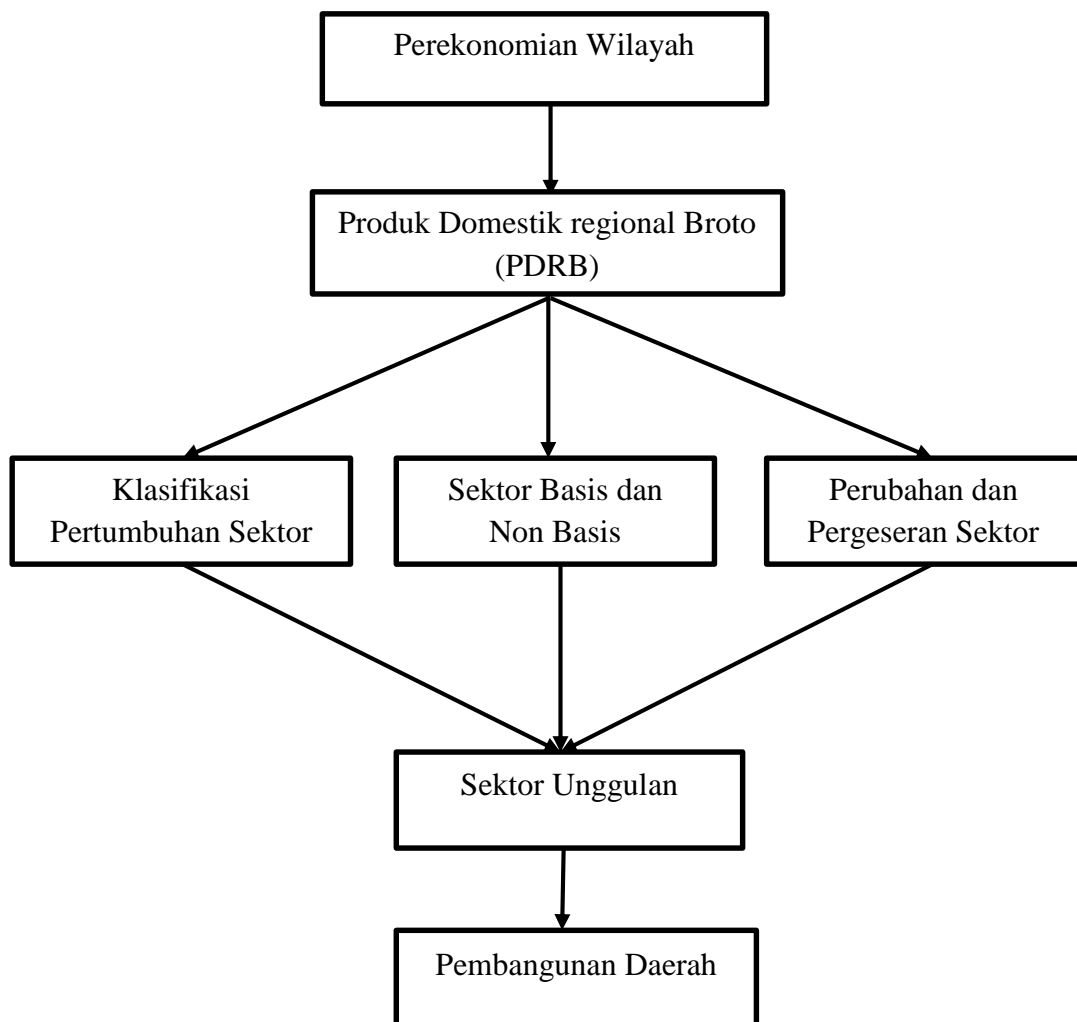 Perekonomian Wilayah
Produk Domestik regional Broto
(PDRB)
Klasifikasi
Pertumbuhan Sektor
Sektor Basis dan
Non Basis
Perubahan dan
Pergeseran Sektor
Sektor Unggulan
Pembangunan Daerah